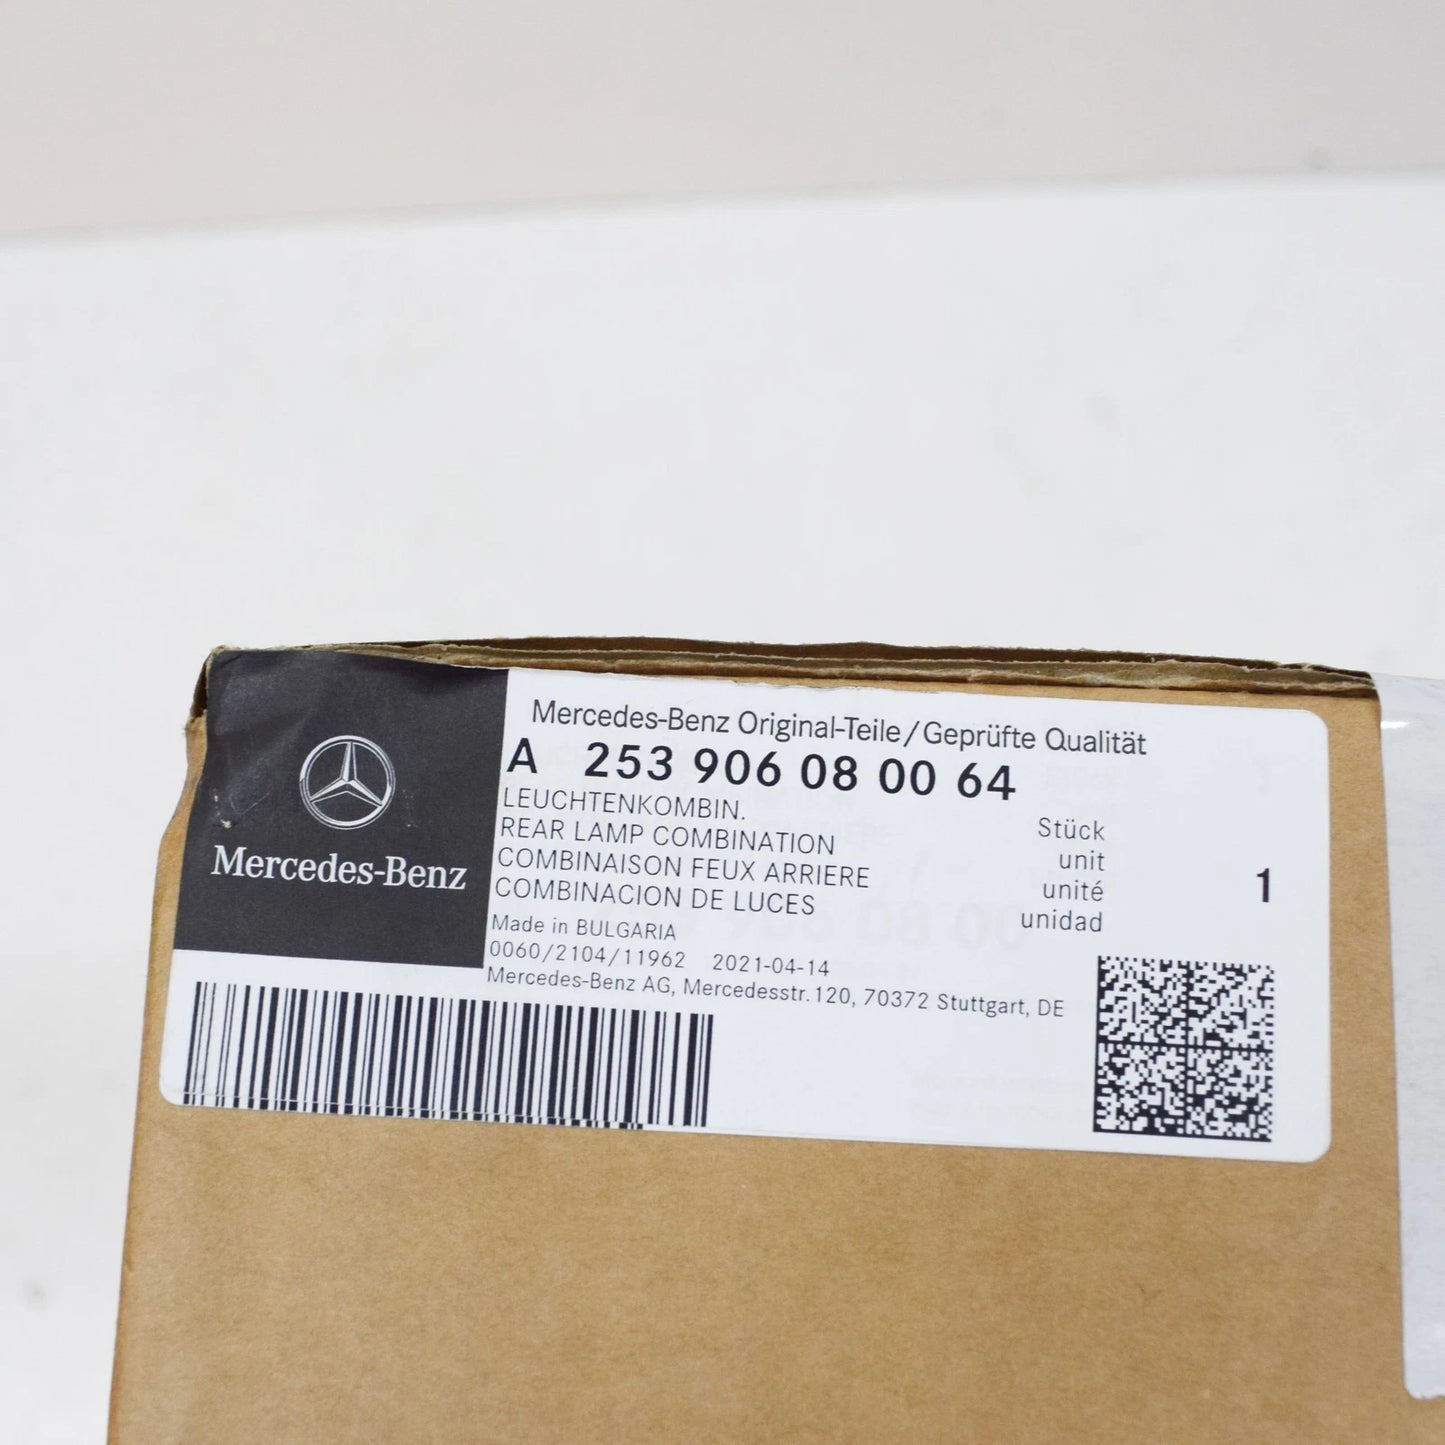 Mercedes-Benz
Mercedes-Benz Original-Teile/Geprüfte Qualität
A 253 906 08 00 64
LEUCHTENKOMBIN.
REAR LAMP COMBINATION
COMBINAISON FEUX ARRIERE
COMBINACION DE LUCES
Stück
unit
unité
unidad
1
Made in BULGARIA
0060/2104/11962 2021-04-14
Mercedes-Benz AG, Mercedesstr.120, 70372 Stuttgart, DE